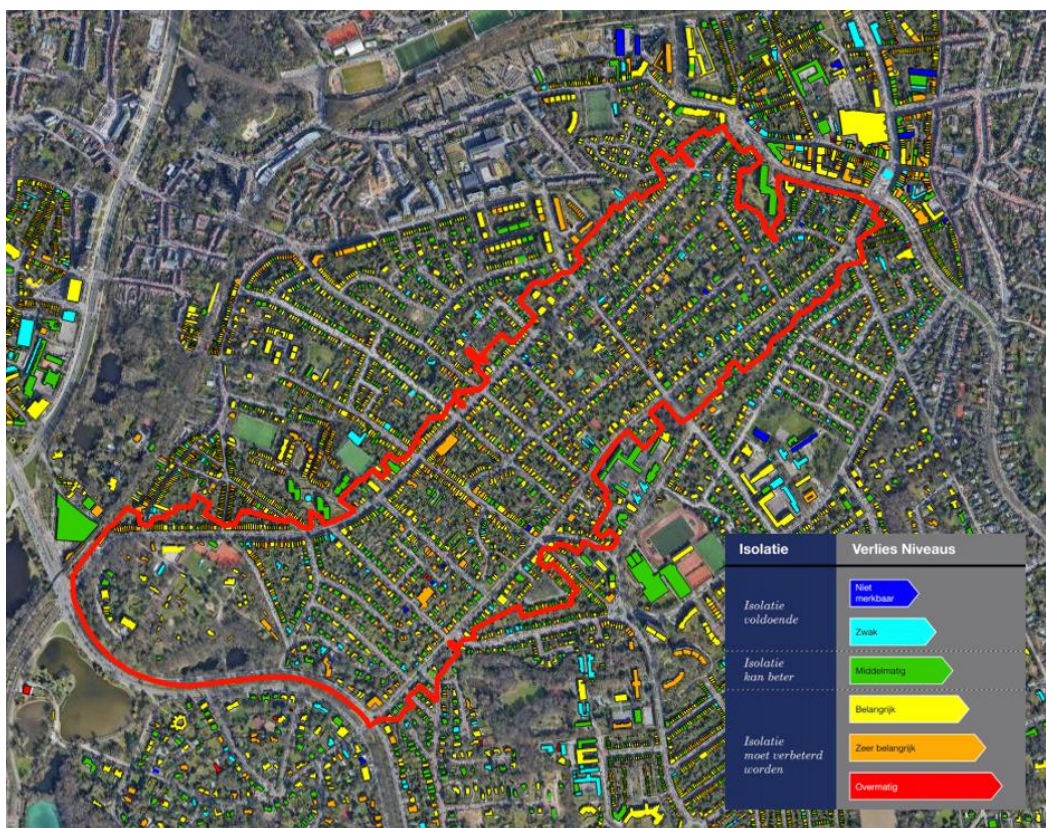 Isolatie
Verlies Niveaus
Isolatie
voldoende
Niet
merkbaar
Zwak
Isolatie
kan beter
Middelmatig
Isolatie
moet verbeterd
worden
Belangrijk
Zeer belangrijk
Overmatig